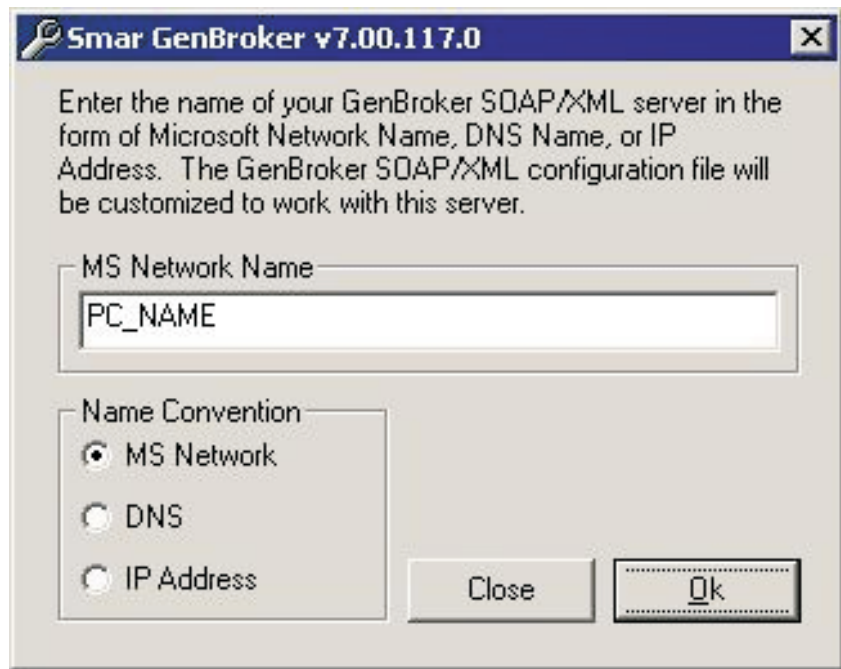 Smar GenBroker v7.00.117.0
Enter the name of your GenBroker SOAP/XML server in the
form of Microsoft Network Name, DNS Name, or IP
Address. The GenBroker SOAP/XML configuration file will
be customized to work with this server.
MS Network Name
PC_NAME
Name Convention
MS Network
DNS
IP Address
Close
Ok